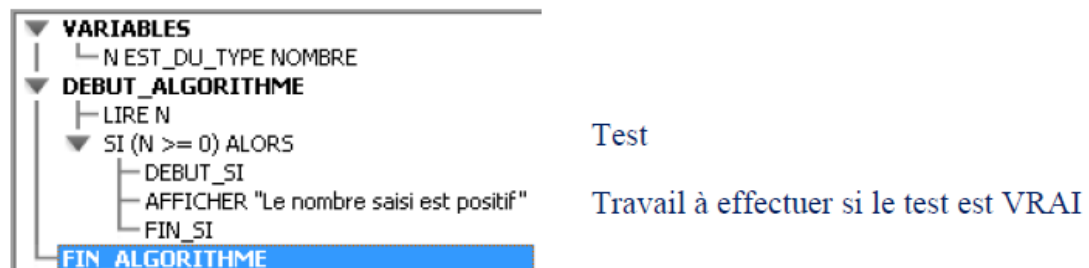 VARIABLES
N EST_DU_TYPE NOMBRE
DEBUT_ALGORITHME
LIRE N
SI (N >= 0) ALORS
Test
DEBUT_SI
AFFICHER "Le nombre saisi est positif"
Travail à effectuer si le test est VRAI
FIN_SI
FIN_ALGORITHME